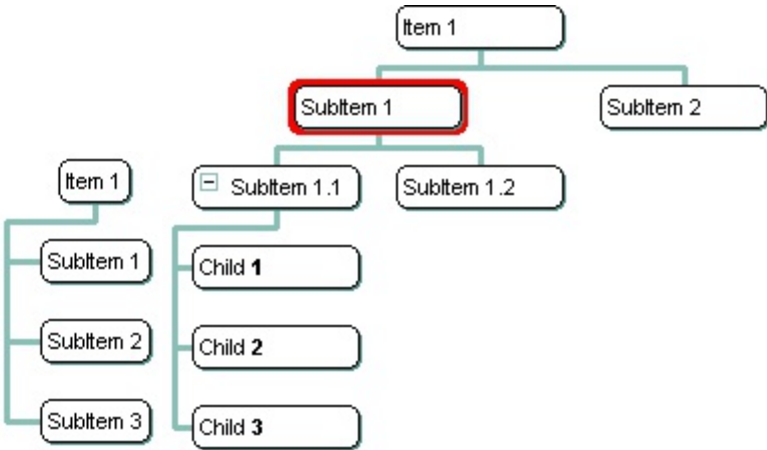 Item 1
SubItem 1
SubItem 2
Item 1
SubItem 1.1
SubItem 1.2
SubItem 1
Child 1
SubItem 2
Child 2
SubItem 3
Child 3